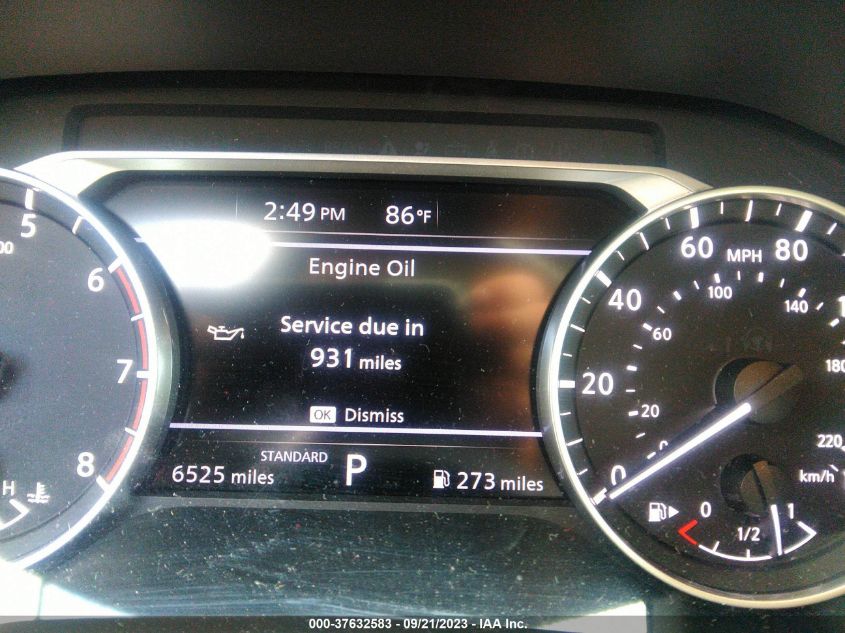 2:49 PM 86°F
Engine Oil
Service due in
931 miles
OK Dismiss
STANDARD
6525 miles P 273 miles
5
6
7
8
H
0
20
40
60
80
MPH
0
20
60
100
140
180
220
km/h
0
1/2
1
000-37632583 - 09/21/2023 - IAA Inc.